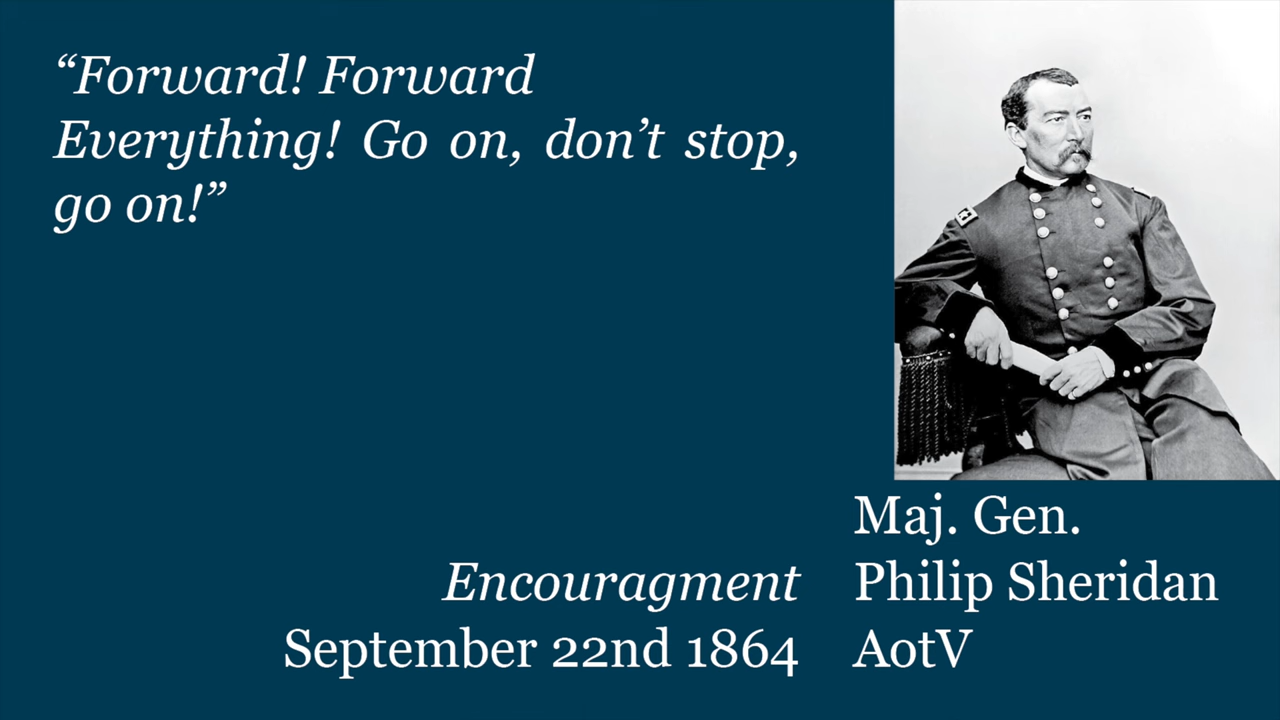 “Forward! Forward
Everything! Go on, don’t stop,
go on!”
Encouragment
September 22nd 1864
Maj. Gen.
Philip Sheridan
AotV